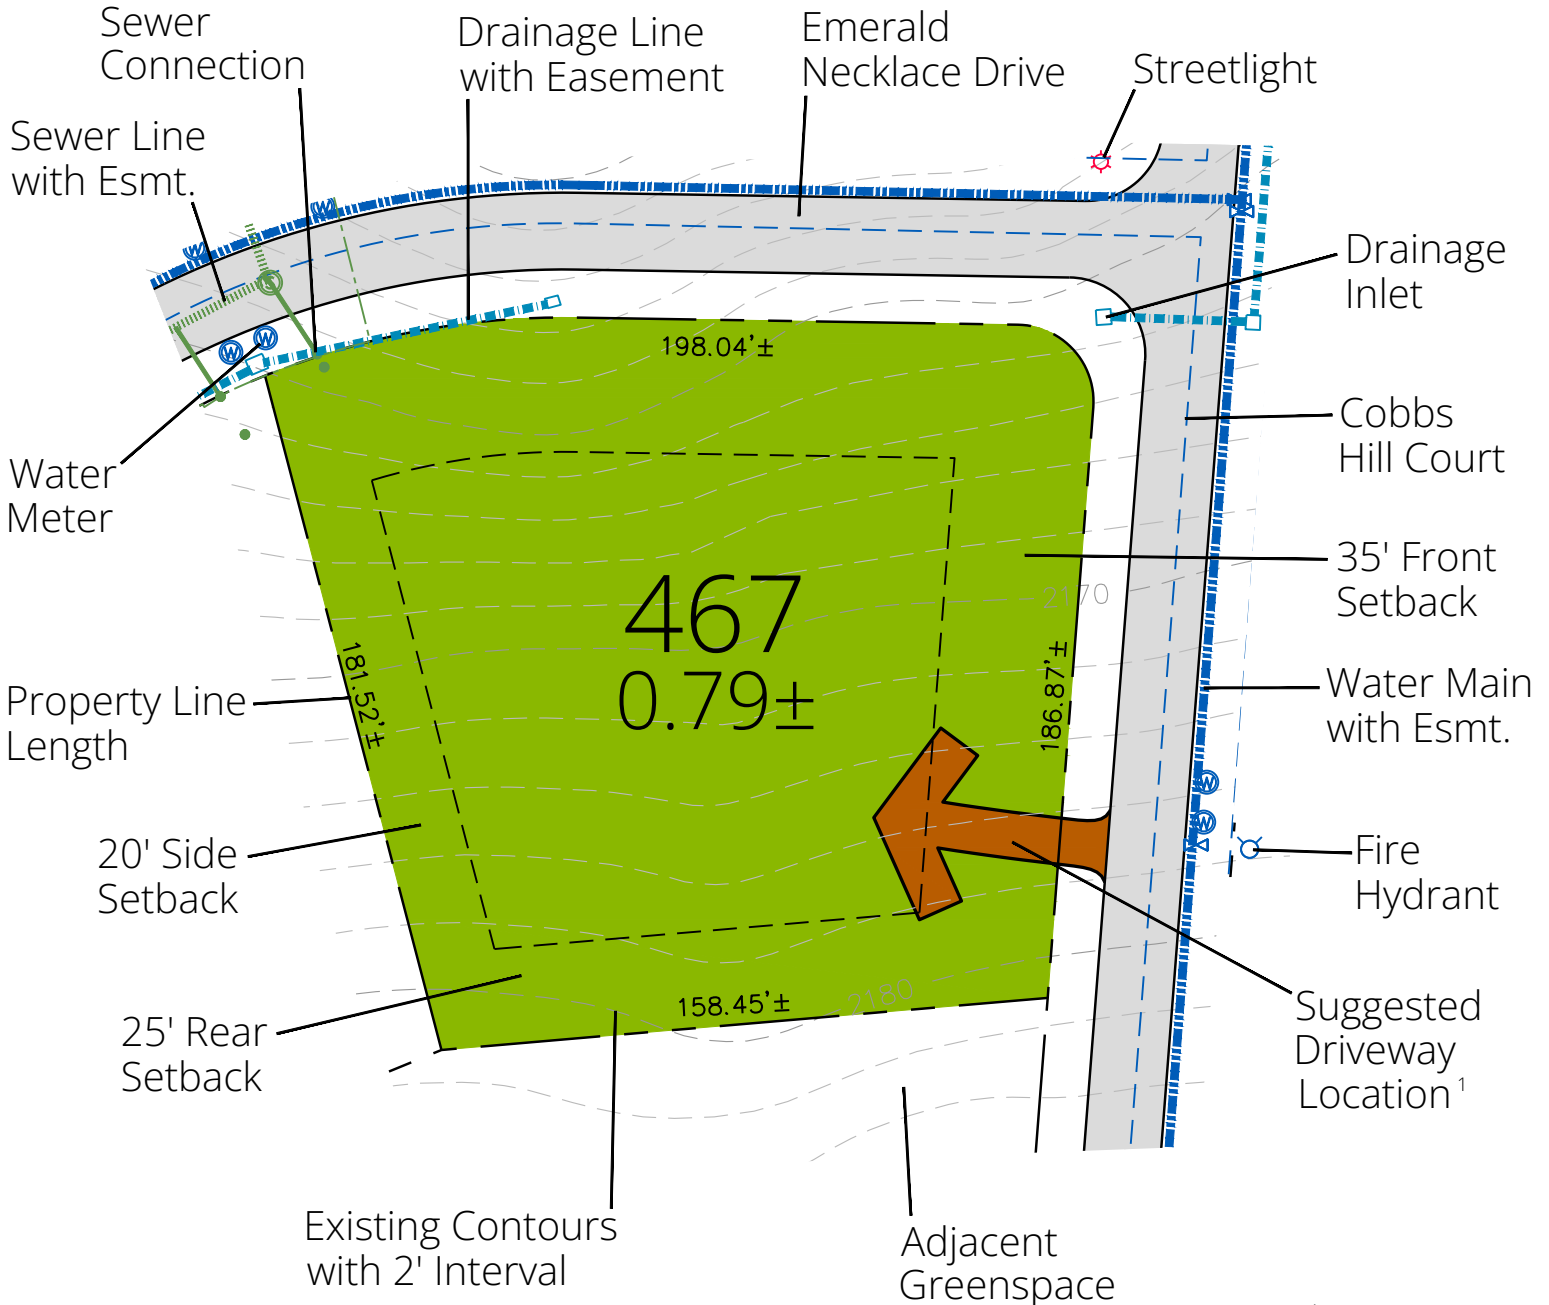 Sewer
Connection
Drainage Line
with Easement
Emerald
Necklace Drive
Streetlight
Sewer Line
with Esmt.
Drainage
Inlet
198.04'±
Cobbs
Hill Court
Water
Meter
35' Front
Setback
2170
467
0.79±
181.52'±
186.87'±
Property Line
Length
Water Main
with Esmt.
20' Side
Setback
Fire
Hydrant
25' Rear
Setback
158.45'±
2180
Suggested
Driveway
Location 1
Existing Contours
with 2' Interval
Adjacent
Greenspace
W
W
W
W
W
W